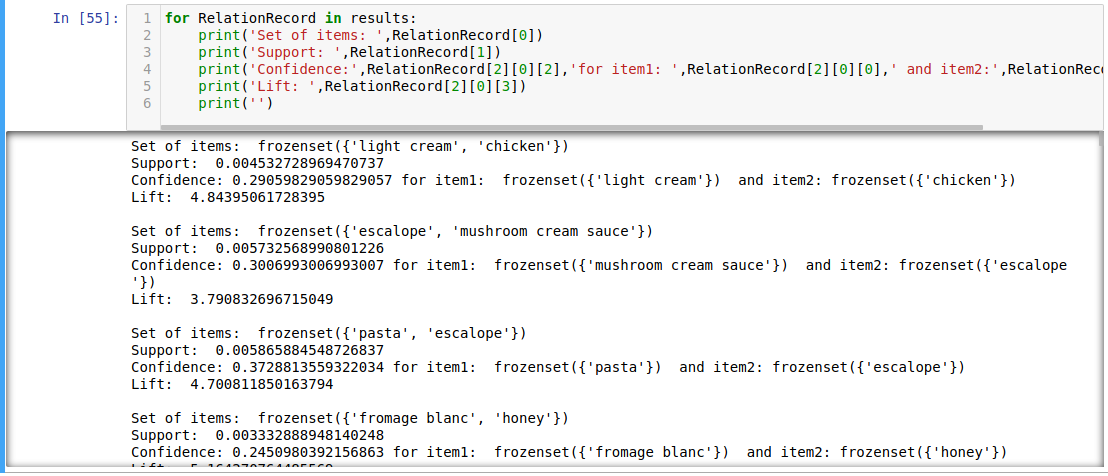 In [55]:
1 for RelationRecord in results:
2     print('Set of items: ',RelationRecord[0])
3     print('Support: ',RelationRecord[1])
4     print('Confidence:',RelationRecord[2][0][2],'for item1: ',RelationRecord[2][0][0],' and item2:',RelationRec
5     print('Lift: ',RelationRecord[2][0][3])
6     print('')
Set of items:  frozenset({'light cream', 'chicken'})
Support:  0.004532728969470737
Confidence: 0.29059829059829057 for item1:  frozenset({'light cream'})  and item2: frozenset({'chicken'})
Lift:  4.84395061728395
Set of items:  frozenset({'escalope', 'mushroom cream sauce'})
Support:  0.005732568990801226
Confidence: 0.3006993006993007 for item1:  frozenset({'mushroom cream sauce'})  and item2: frozenset({'escalope
'})
Lift:  3.790832696715049
Set of items:  frozenset({'pasta', 'escalope'})
Support:  0.005865884548726837
Confidence: 0.3728813559322034 for item1:  frozenset({'pasta'})  and item2: frozenset({'escalope'})
Lift:  4.700811850163794
Set of items:  frozenset({'fromage blanc', 'honey'})
Support:  0.003332888948140248
Confidence: 0.2450980392156863 for item1:  frozenset({'fromage blanc'})  and item2: frozenset({'honey'})